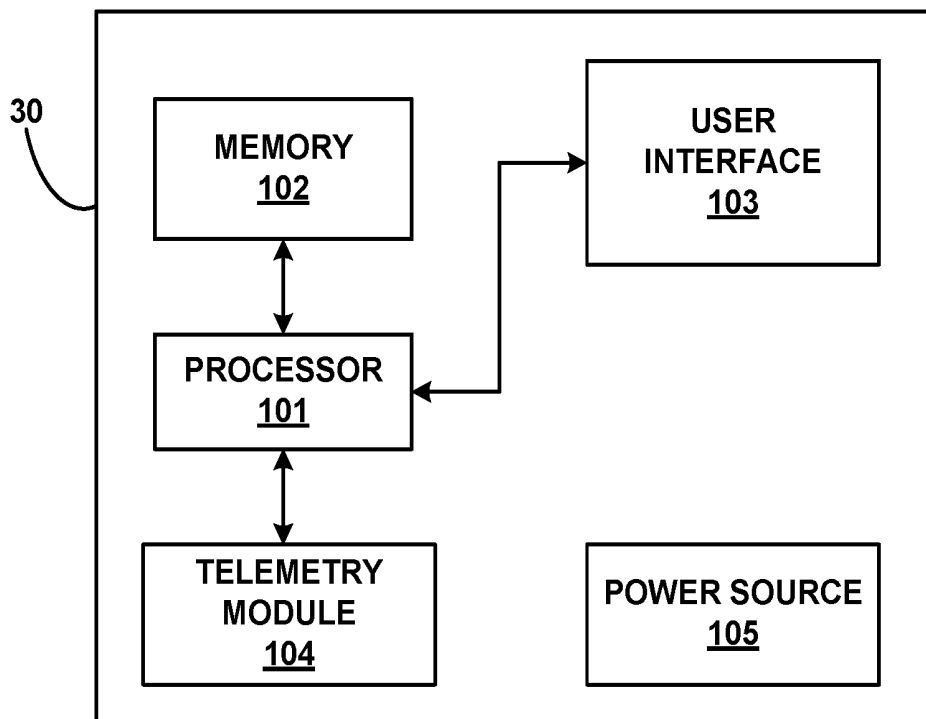 30
MEMORY
102
USER
INTERFACE
103
PROCESSOR
101
TELEMETRY
MODULE
104
POWER SOURCE
105